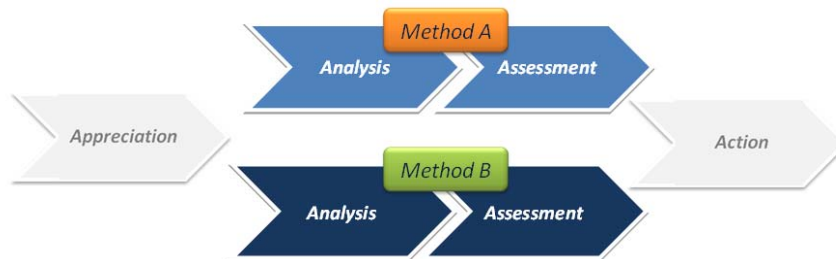 Method A
Analysis
Assessment
Appreciation
Action
Method B
Analysis
Assessment